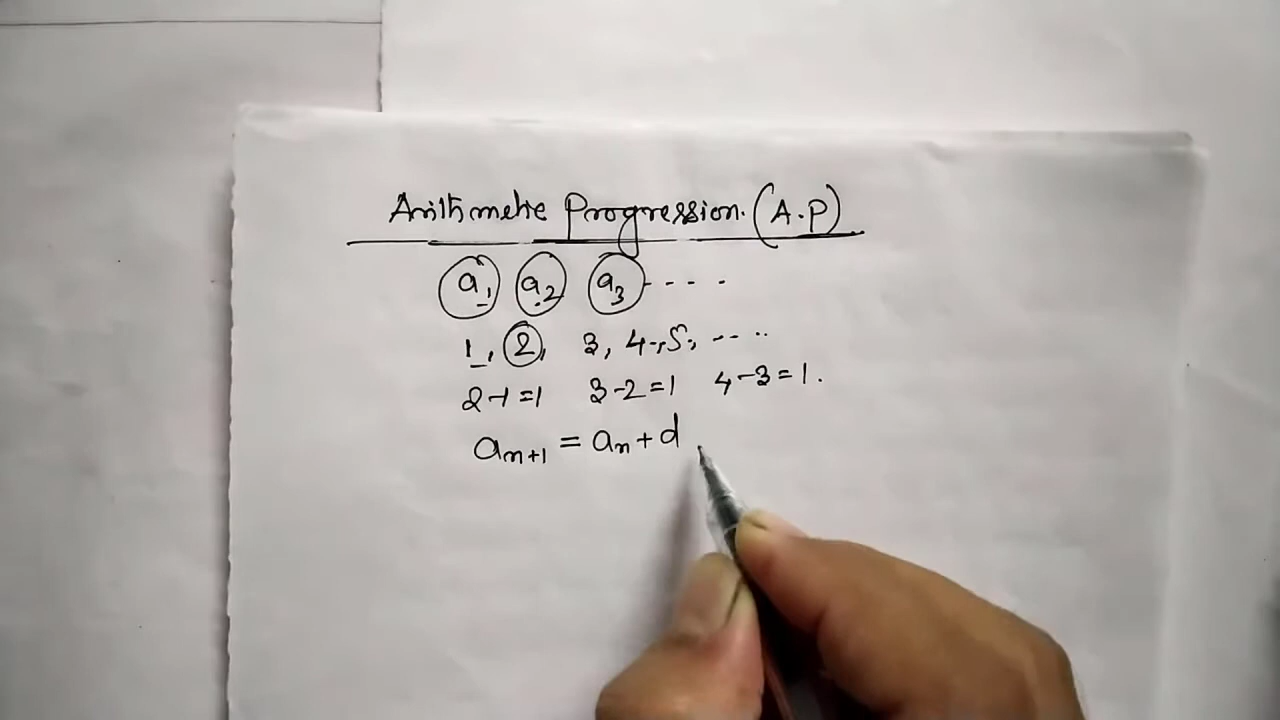 Arithmetic Progression. (A.P)
a₁ a₂ a₃ - - - -
1, 2, 3, 4, 5, - - - -
2-1=1 3-2=1 4-3=1.
aₙ₊₁ = aₙ + d